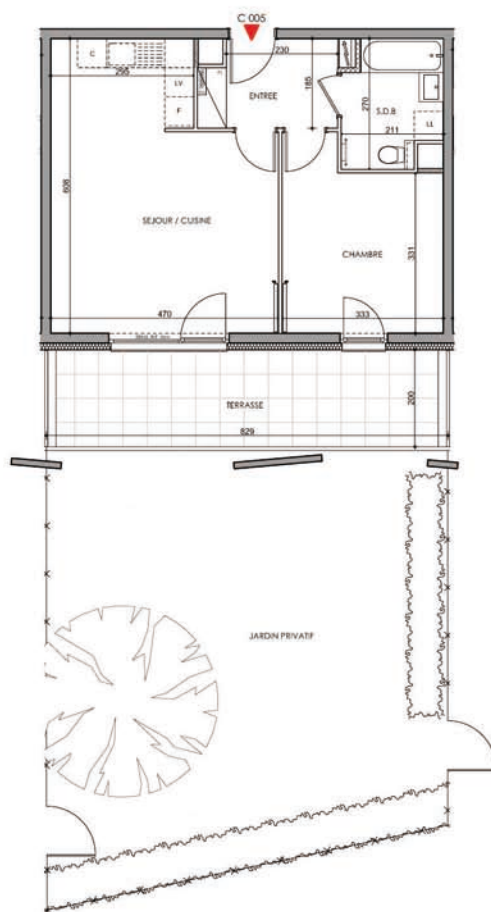 C 005
230
C
295
LV
F
ENTREE
185
270
S.D.B
211
LL
608
SEJOUR / CUISINE
CHAMBRE
331
470
333
TERRASSE
200
829
JARDIN PRIVATIF